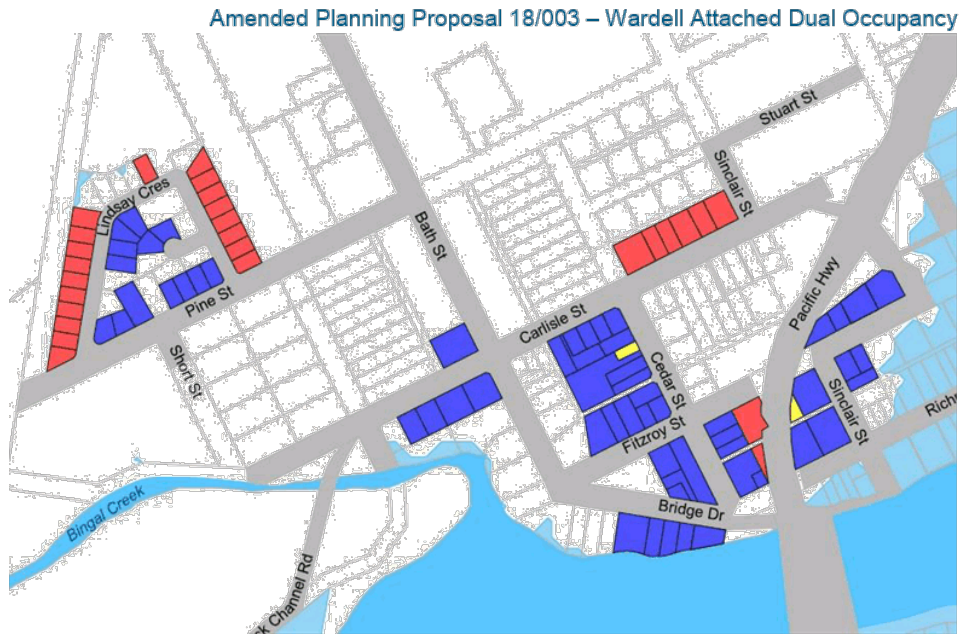 Amended Planning Proposal 18/003 – Wardell Attached Dual Occupancy
Stuart St
Sinclair St
Lindsay Cres
Bath St
Pine St
Pacific Hwy
Carlisle St
Short St
Cedar St
Sinclair St
Fitzroy St
Bridge Dr
Bingal Creek
Channel Rd